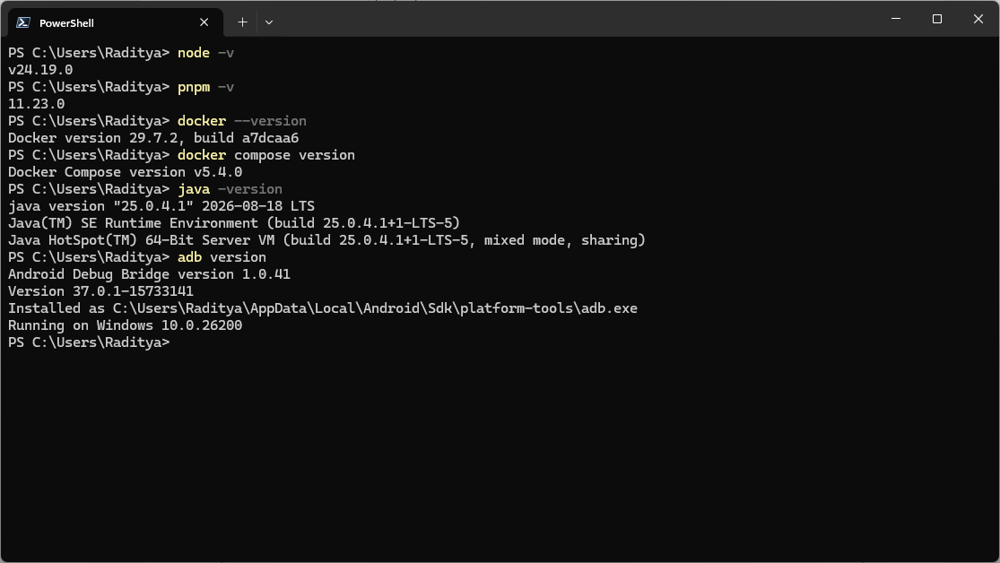 PowerShell
PS C:\Users\Raditya> node -v
v24.19.0
PS C:\Users\Raditya> pnpm -v
11.23.0
PS C:\Users\Raditya> docker --version
Docker version 29.7.2, build a7dcaa6
PS C:\Users\Raditya> docker compose version
Docker Compose version v5.4.0
PS C:\Users\Raditya> java -version
java version "25.0.4.1" 2026-08-18 LTS
Java(TM) SE Runtime Environment (build 25.0.4.1+1-LTS-5)
Java HotSpot(TM) 64-Bit Server VM (build 25.0.4.1+1-LTS-5, mixed mode, sharing)
PS C:\Users\Raditya> adb version
Android Debug Bridge version 1.0.41
Version 37.0.1-15733141
Installed as C:\Users\Raditya\AppData\Local\Android\Sdk\platform-tools\adb.exe
Running on Windows 10.0.26200
PS C:\Users\Raditya>